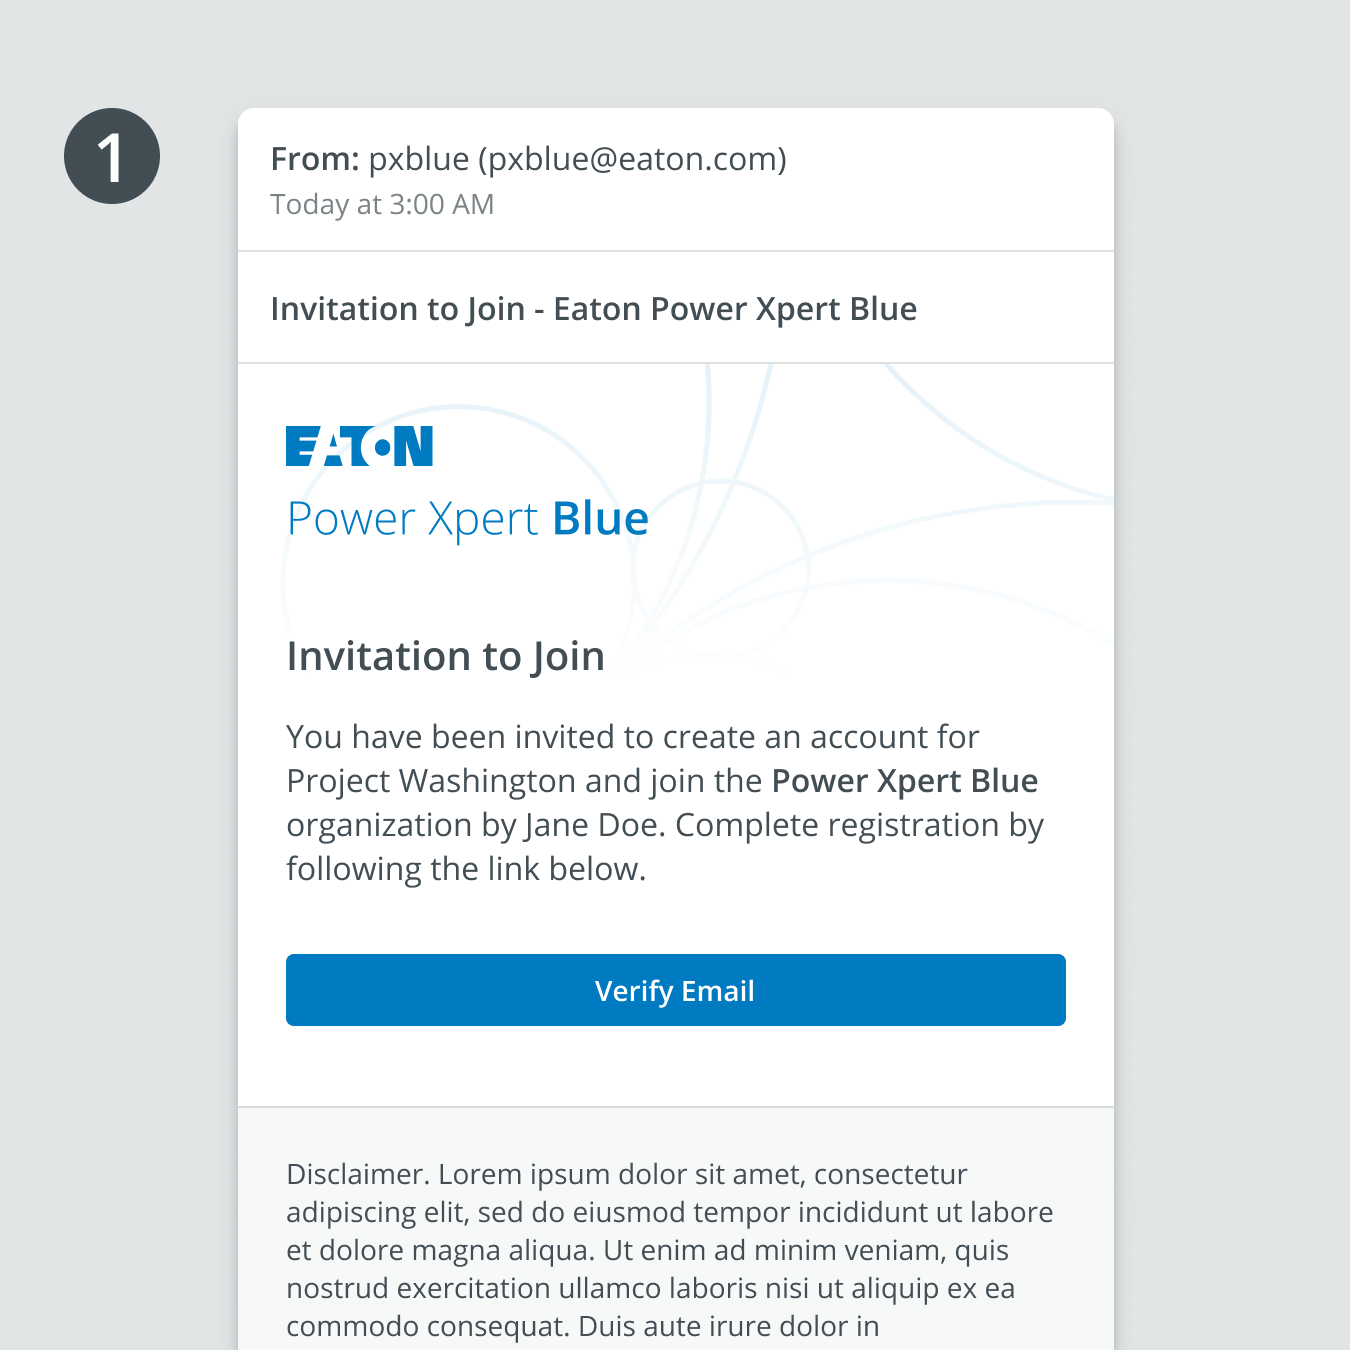 1
From: pxblue (pxblue@eaton.com)
Today at 3:00 AM
Invitation to Join - Eaton Power Xpert Blue
EATON
Power Xpert Blue
Invitation to Join
You have been invited to create an account for
Project Washington and join the Power Xpert Blue
organization by Jane Doe. Complete registration by
following the link below.
Verify Email
Disclaimer. Lorem ipsum dolor sit amet, consectetur
adipiscing elit, sed do eiusmod tempor incididunt ut labore
et dolore magna aliqua. Ut enim ad minim veniam, quis
nostrud exercitation ullamco laboris nisi ut aliquip ex ea
commodo consequat. Duis aute irure dolor in